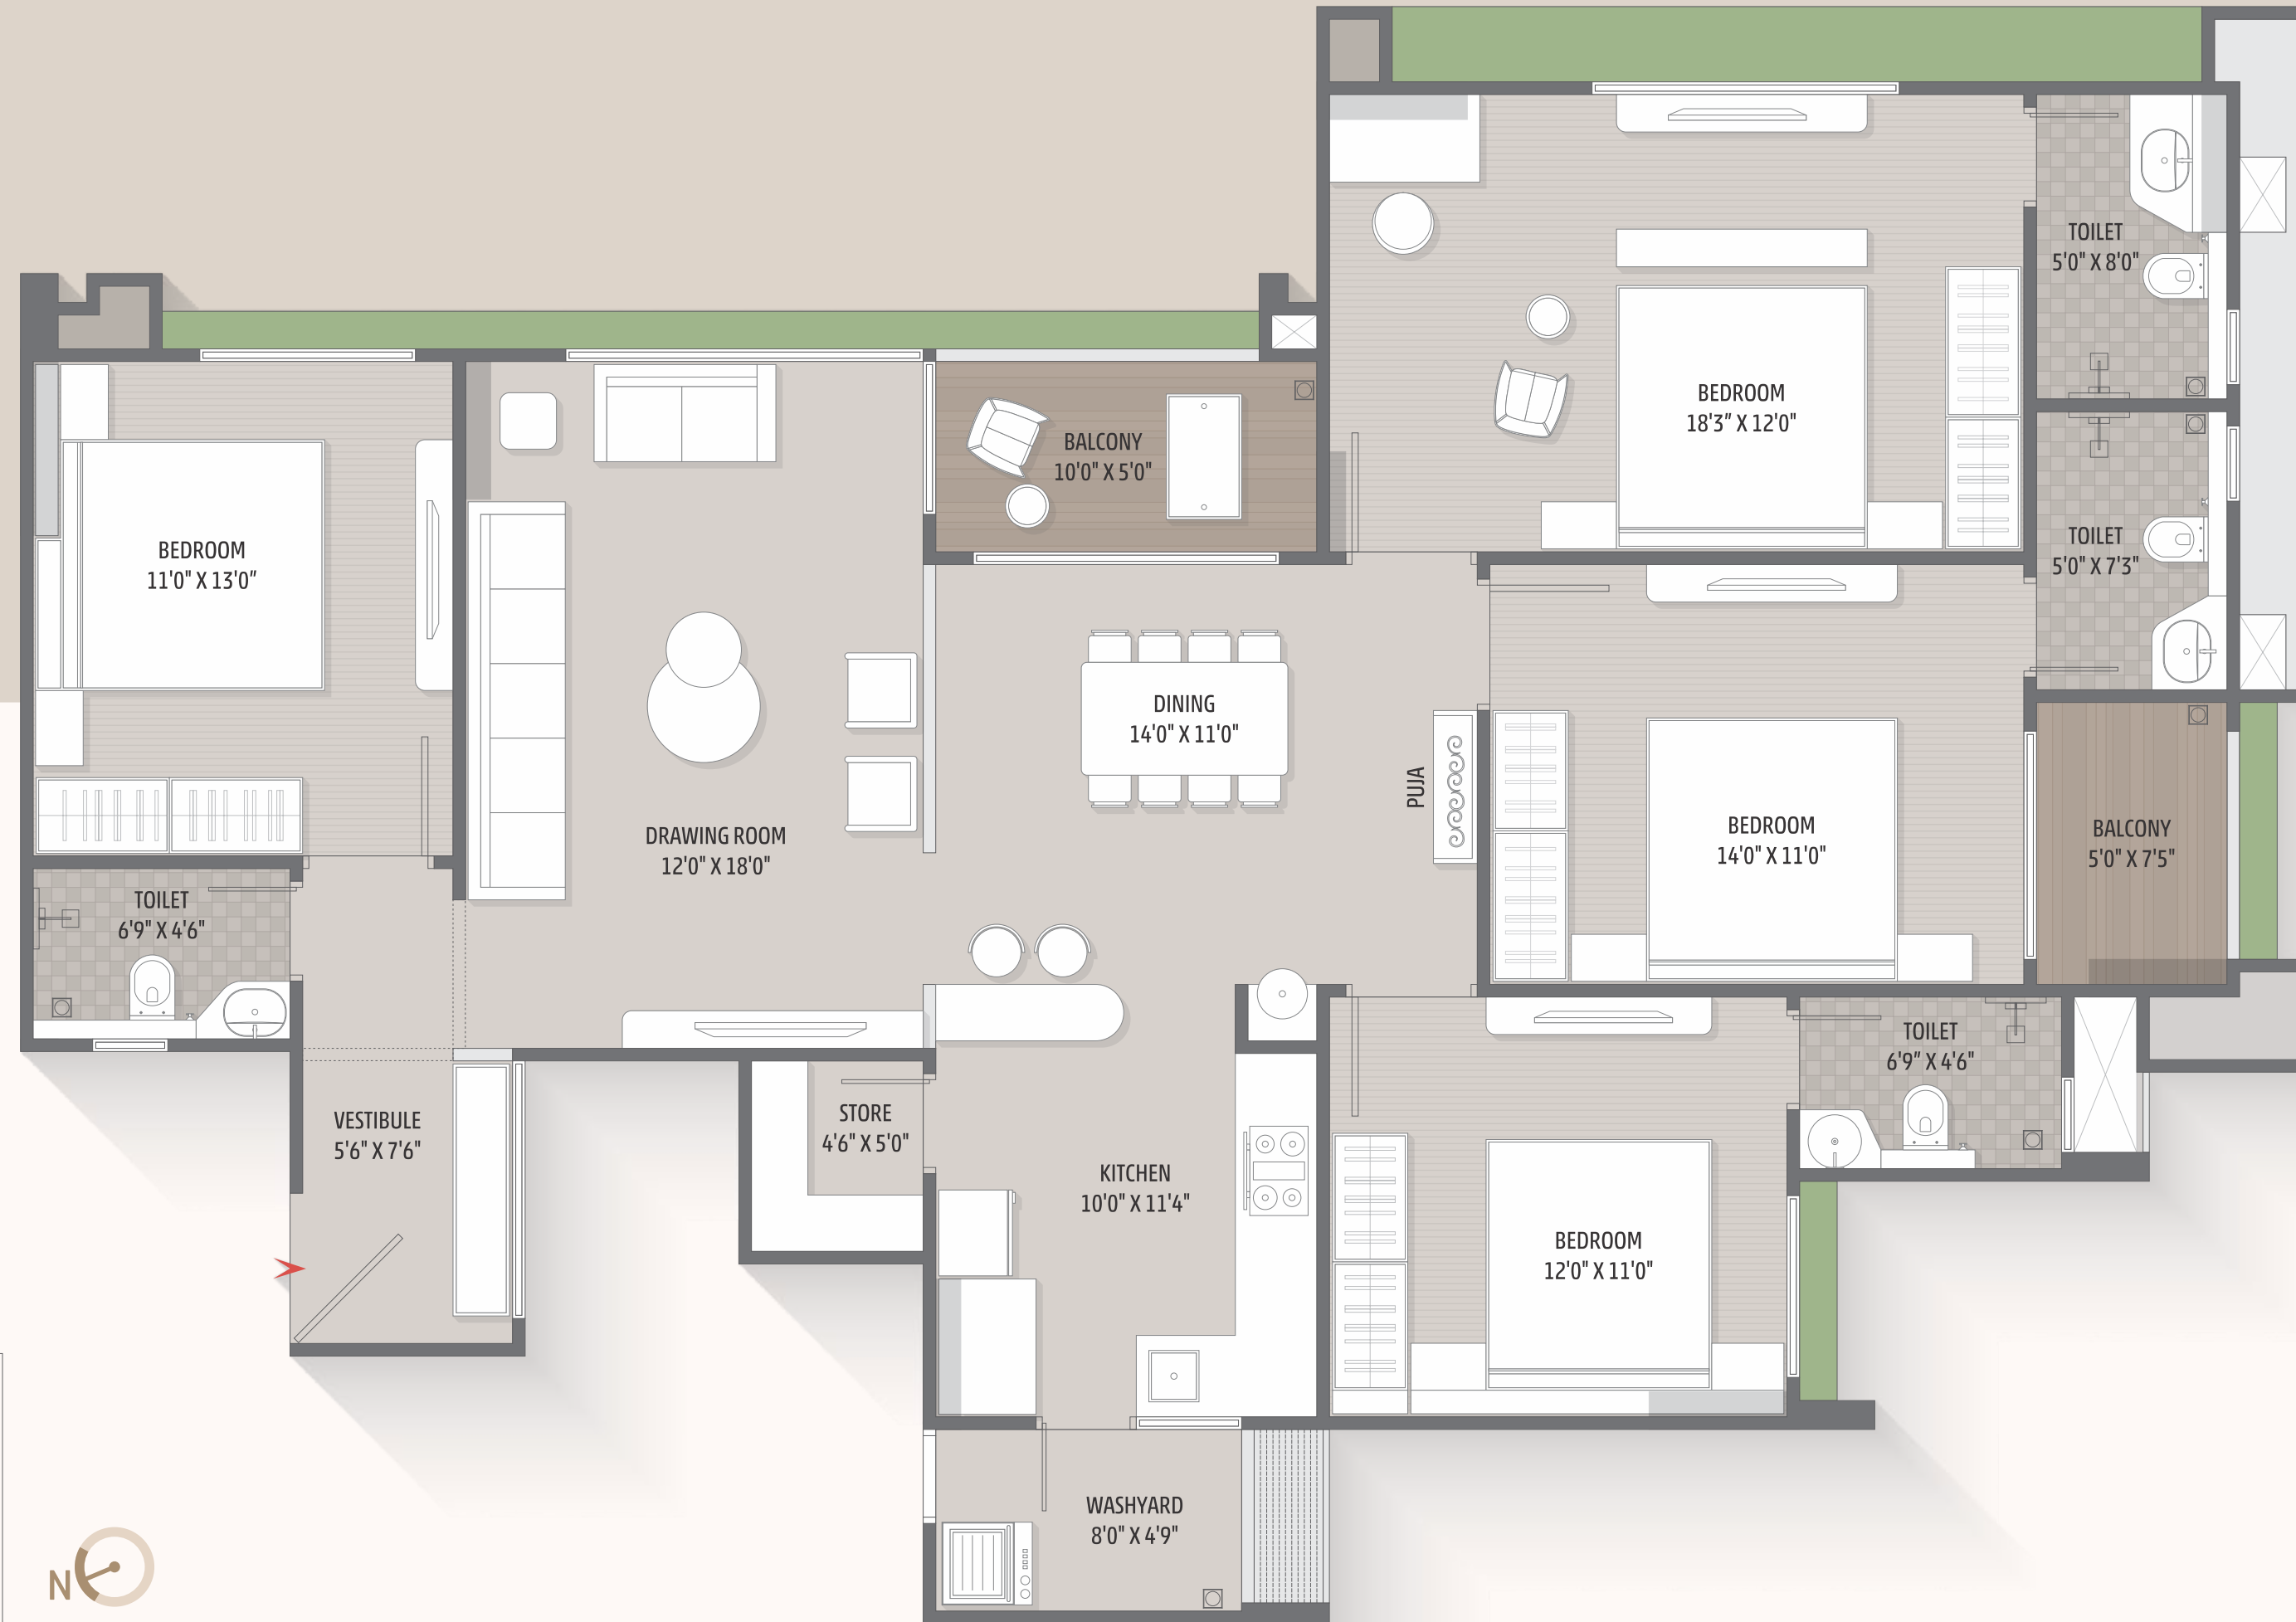 TOILET
5'0" X 8'0"
BEDROOM
18'3” X 12'0"
BALCONY
10'0" X 5'0"
BEDROOM
11'0" X 13'0”
TOILET
5'0" X 7'3"
DINING
14'0" X 11'0"
PUJA
DRAWING ROOM
12'0" X 18'0"
BEDROOM
14'0" X 11'0"
BALCONY
5'0" X 7'5"
TOILET
6'9" X 4'6"
TOILET
6'9” X 4'6"
VESTIBULE
5'6" X 7'6"
STORE
4'6" X 5'0"
KITCHEN
10'0" X 11'4"
BEDROOM
12'0" X 11'0"
WASHYARD
8'0" X 4'9"
N